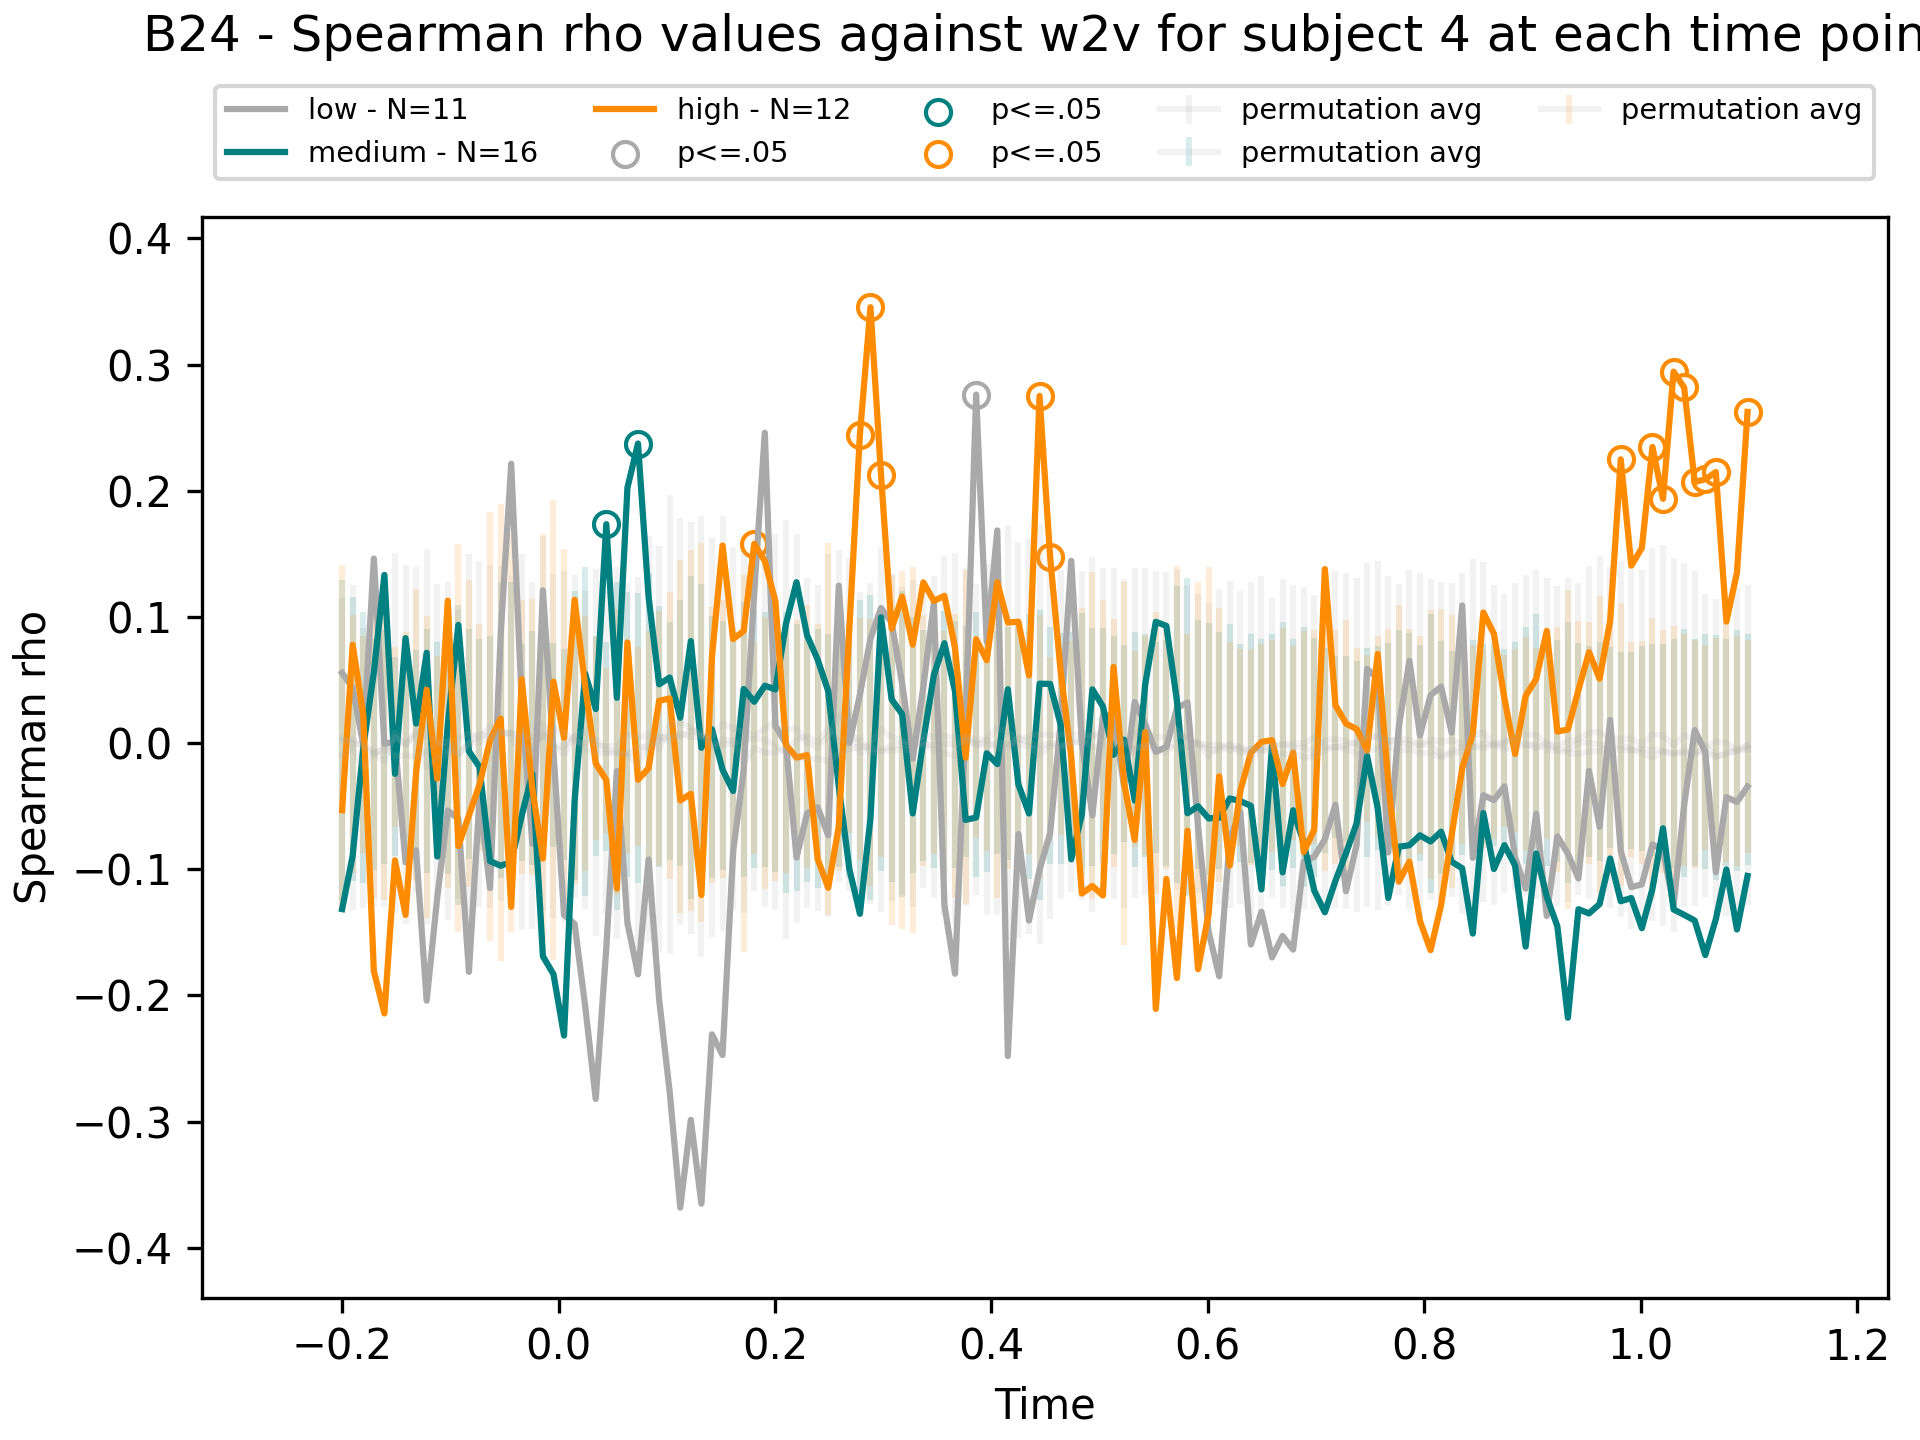 B24 - Spearman rho values against w2v for subject 4 at each time poin
low - N=11 high - N=12 p<=.05 permutation avg permutation avg
medium - N=16 p<=.05 p<=.05 permutation avg
0.4
0.3
0.2
0.1
0.0
−0.1
−0.2
−0.3
−0.4
Spearman rho
−0.2 0.0 0.2 0.4 0.6 0.8 1.0 1.2
Time